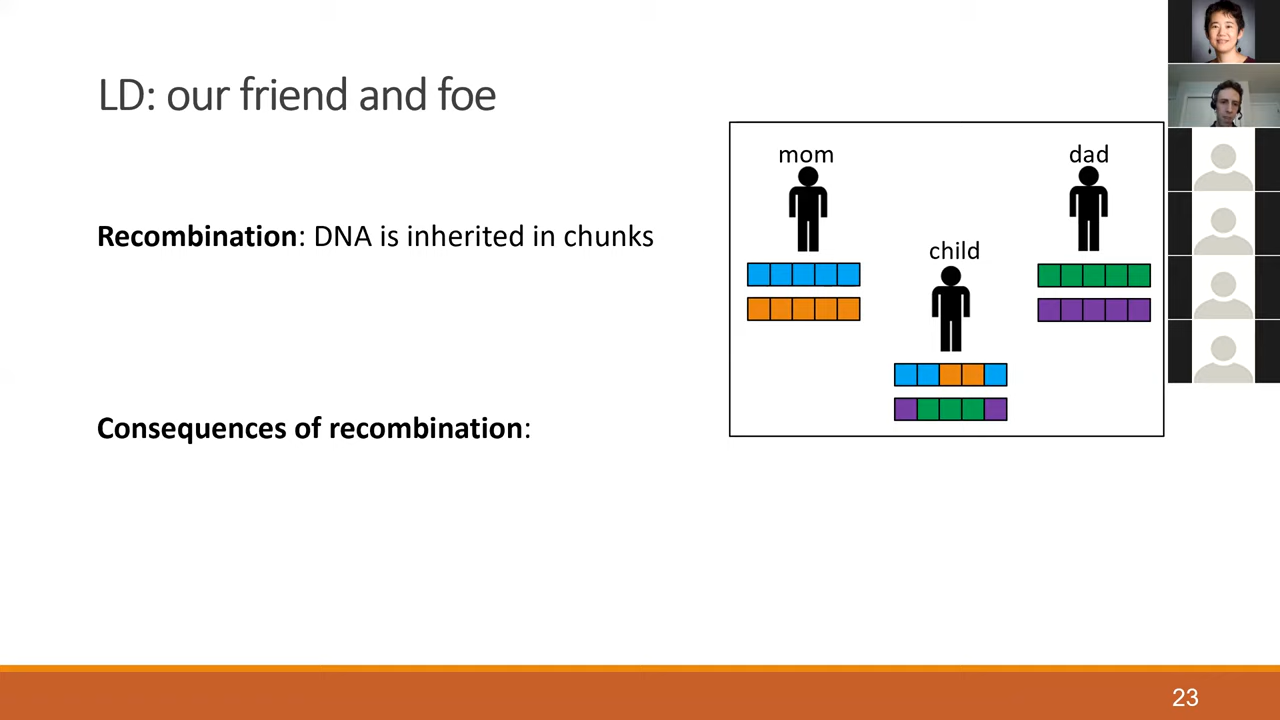 LD: our friend and foe
Recombination: DNA is inherited in chunks
Consequences of recombination:
mom
dad
child
23